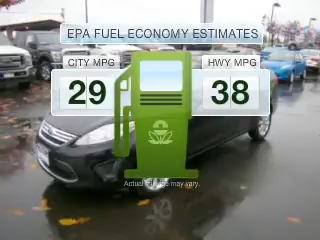 EPA FUEL ECONOMY ESTIMATES
CITY MPG HWY MPG
29 38
Actual mileage may vary.